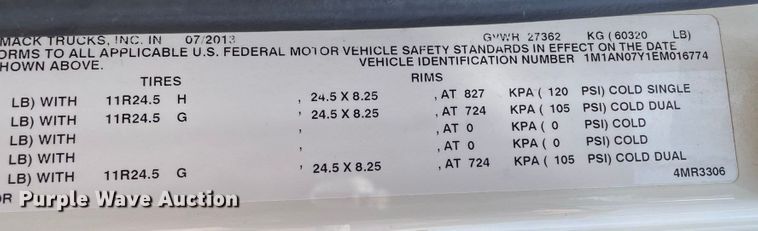 MACK TRUCKS, INC. IN 07/2013 GVWR 27362 KG ( 60320 LB)
ORMS TO ALL APPLICABLE U.S. FEDERAL MOTOR VEHICLE SAFETY STANDARDS IN EFFECT ON THE DATE
HOWN ABOVE. VEHICLE IDENTIFICATION NUMBER 1M1AN07Y1EM016774
TIRES RIMS
LB) WITH 11R24.5 H , 24.5 X 8.25 , AT 827 KPA ( 120 PSI) COLD SINGLE
LB) WITH 11R24.5 G , 24.5 X 8.25 , AT 724 KPA ( 105 PSI) COLD DUAL
LB) WITH , , AT 0 KPA ( 0 PSI) COLD
LB) WITH , , AT 0 KPA ( 0 PSI) COLD
LB) WITH 11R24.5 G , 24.5 X 8.25 , AT 724 KPA ( 105 PSI) COLD DUAL
4MR3306
OR
Purple Wave Auction